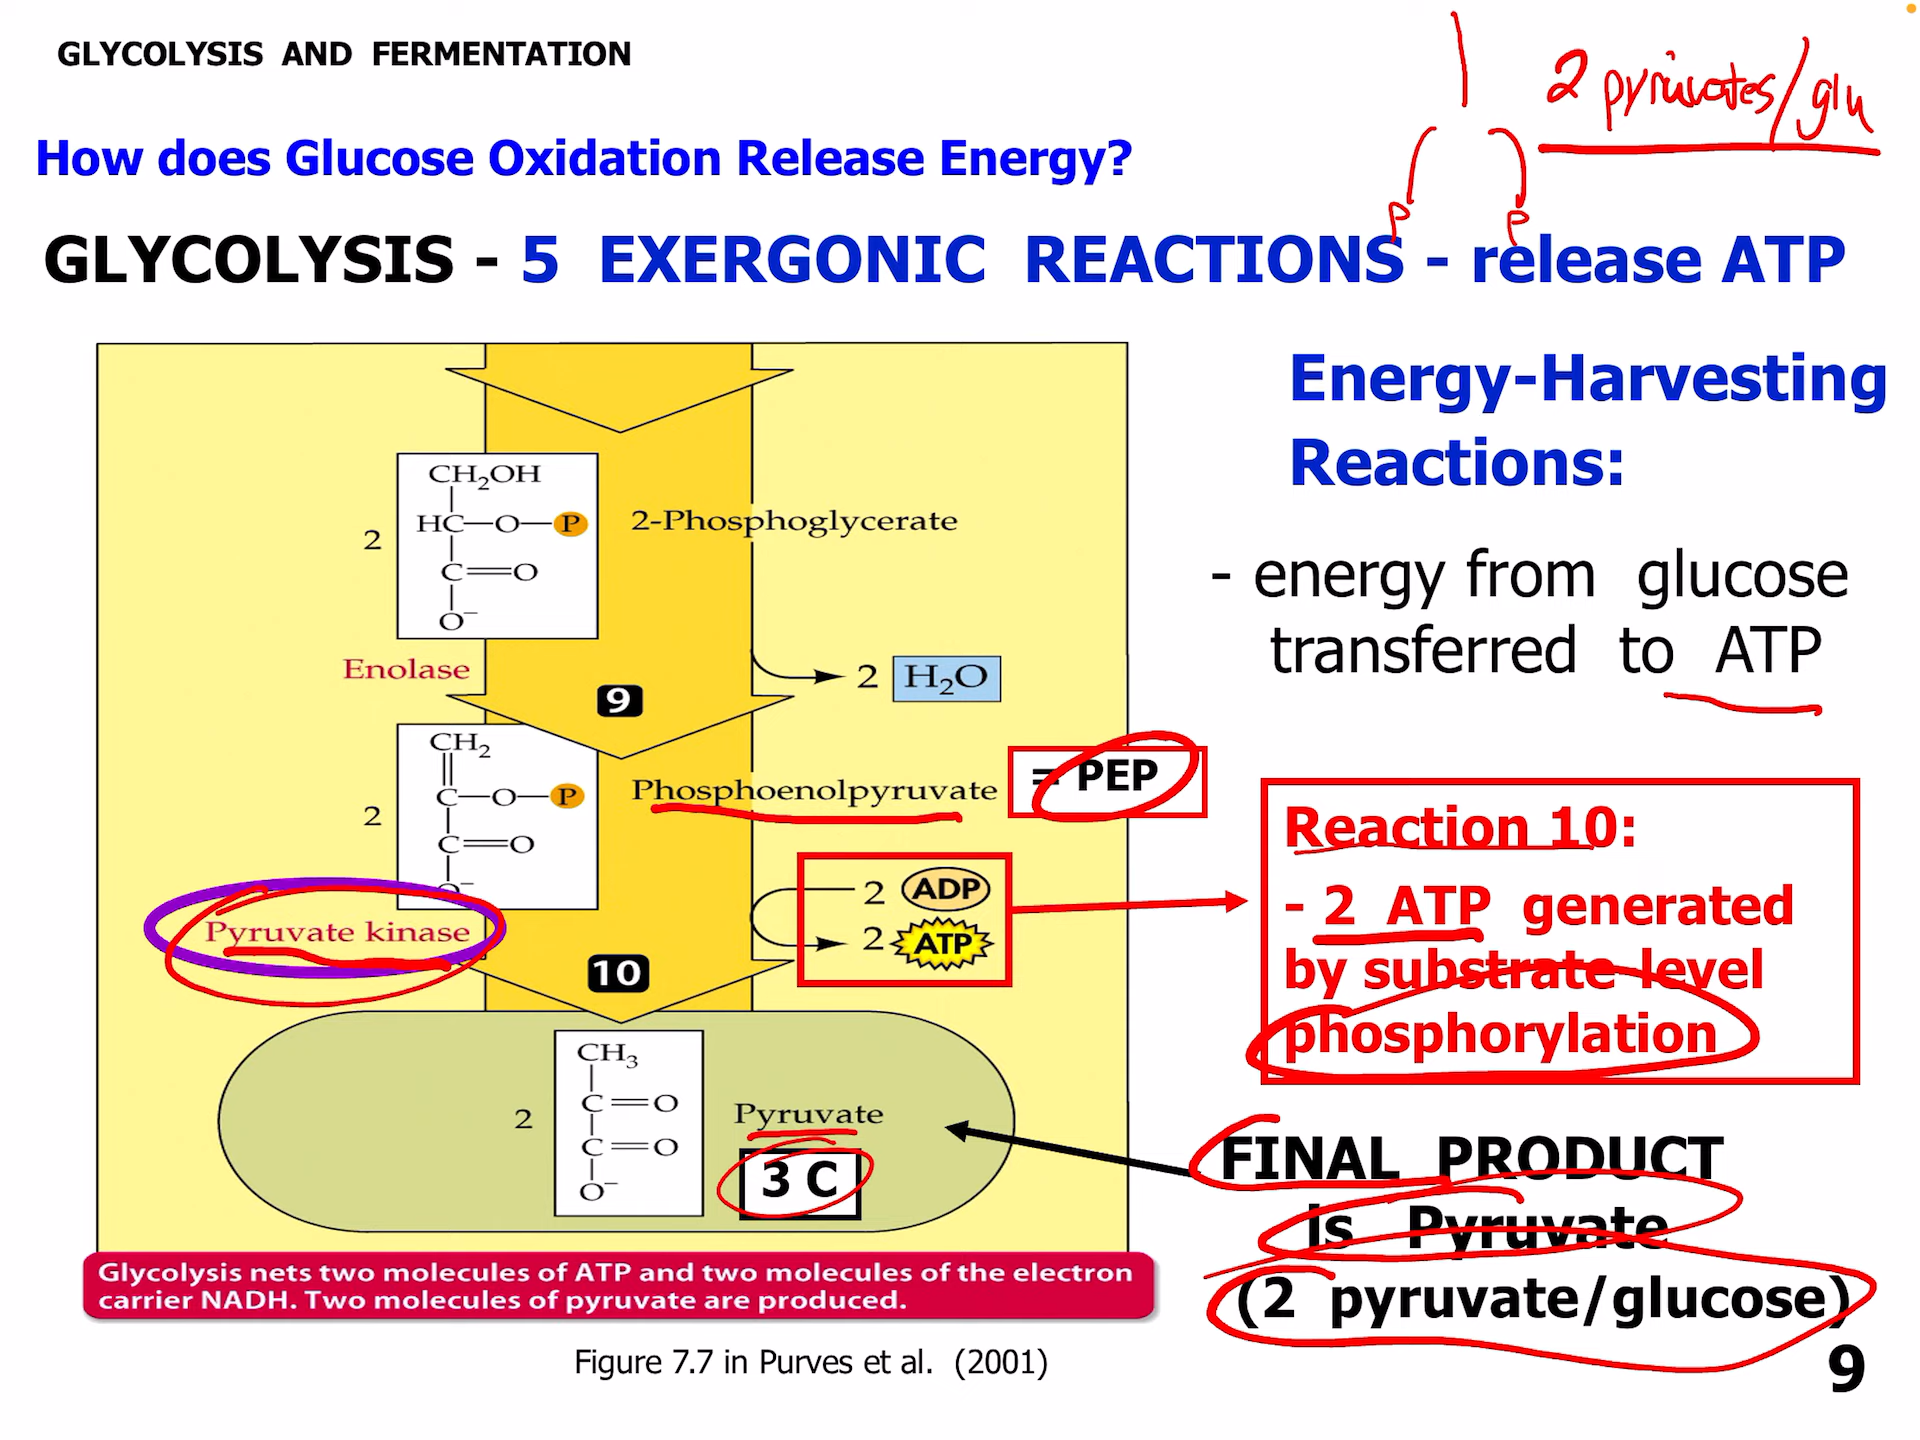 GLYCOLYSIS AND FERMENTATION
2 pyruvates/glu
P P
How does Glucose Oxidation Release Energy?
GLYCOLYSIS - 5 EXERGONIC REACTIONS - release ATP
Energy-Harvesting
Reactions:
- energy from glucose
transferred to ATP
2
CH₂OH
HC—O—P
C=O
O⁻
2-Phosphoglycerate
Enolase
9
2 H₂O
2
CH₂
C—O—P
C=O
O⁻
Phosphoenolpyruvate
= PEP
Pyruvate kinase
10
2 ADP
2 ATP
Reaction 10:
- 2 ATP generated
by substrate level
phosphorylation
2
CH₃
C=O
C=O
O⁻
Pyruvate
3 C
FINAL PRODUCT
is Pyruvate
(2 pyruvate/glucose)
Glycolysis nets two molecules of ATP and two molecules of the electron
carrier NADH. Two molecules of pyruvate are produced.
Figure 7.7 in Purves et al. (2001)
9